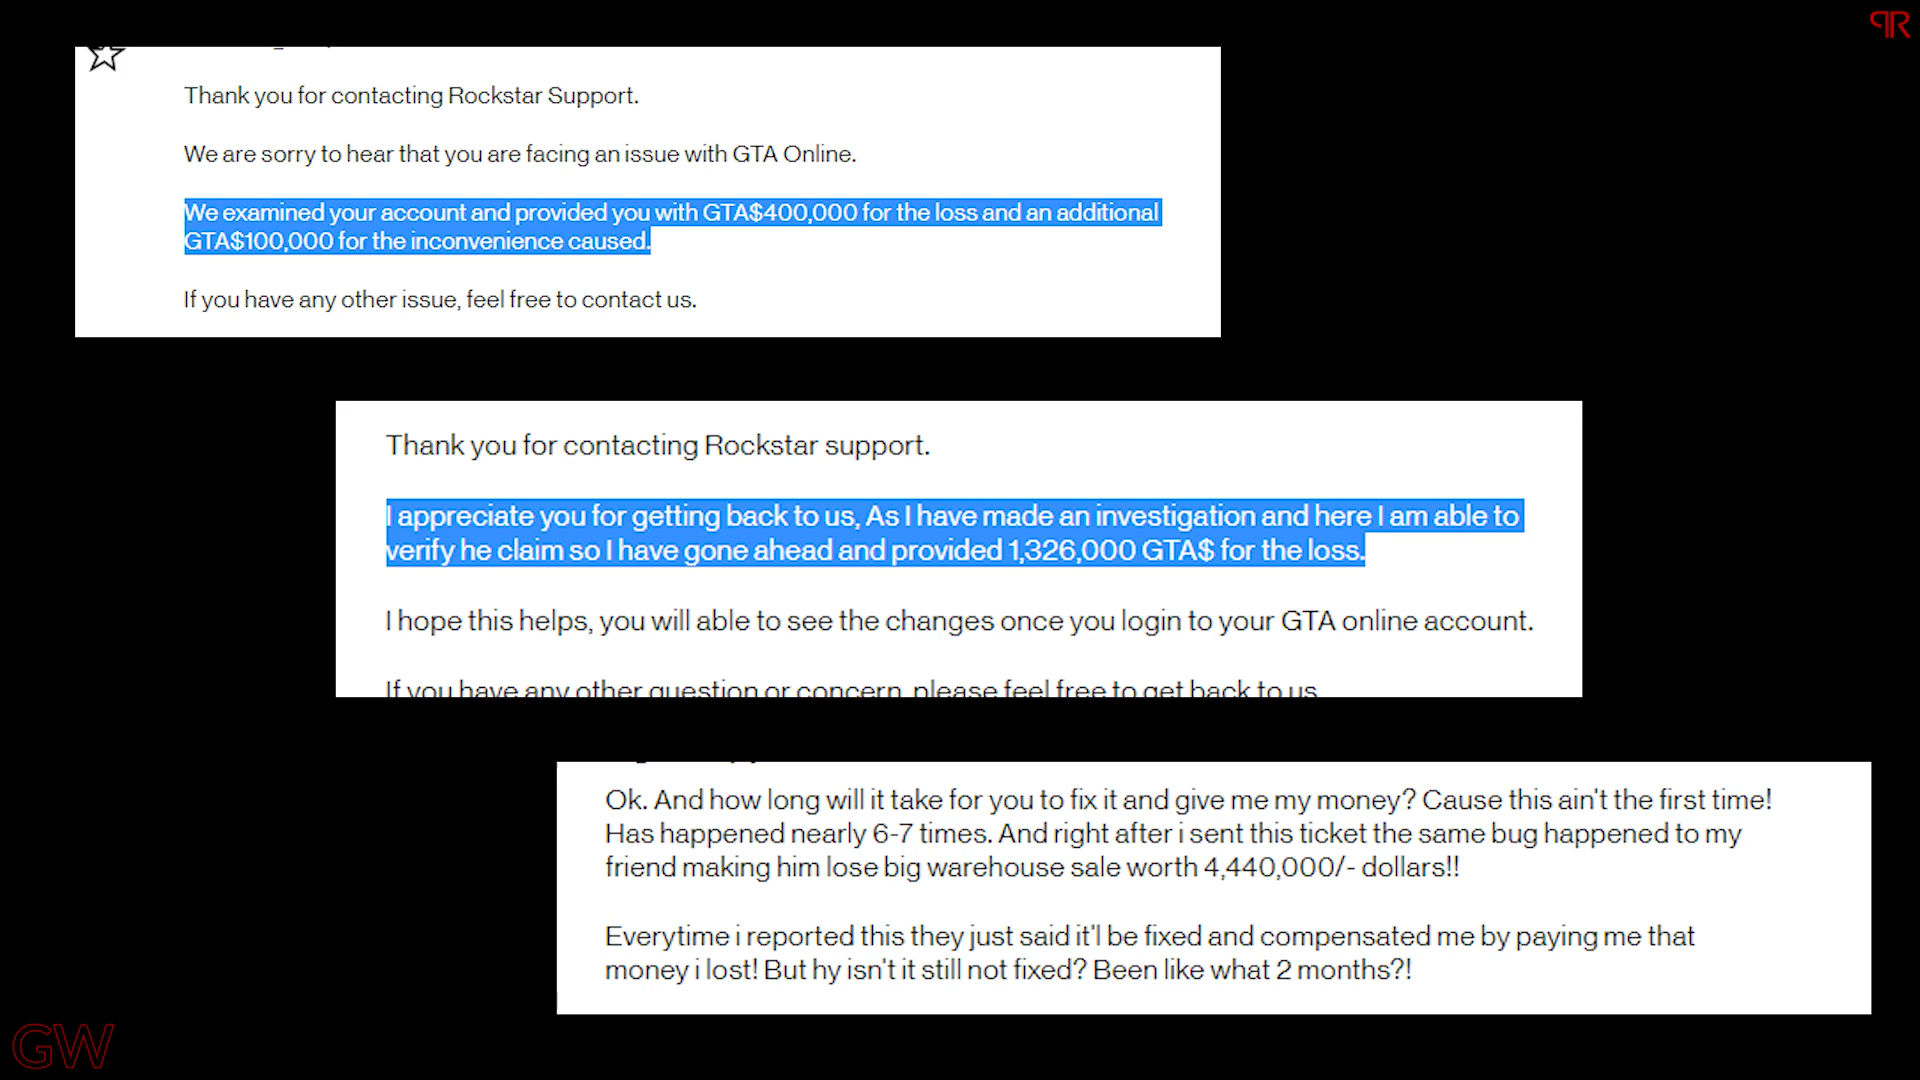 Thank you for contacting Rockstar Support.
We are sorry to hear that you are facing an issue with GTA Online.
We examined your account and provided you with GTA$400,000 for the loss and an additional
GTA$100,000 for the inconvenience caused.
If you have any other issue, feel free to contact us.
Thank you for contacting Rockstar support.
I appreciate you for getting back to us, As I have made an investigation and here I am able to
verify he claim so I have gone ahead and provided 1,326,000 GTA$ for the loss.
I hope this helps, you will able to see the changes once you login to your GTA online account.
If you have any other question or concern, please feel free to get back to us
Ok. And how long will it take for you to fix it and give me my money? Cause this ain't the first time!
Has happened nearly 6-7 times. And right after i sent this ticket the same bug happened to my
friend making him lose big warehouse sale worth 4,440,000/- dollars!!
Everytime i reported this they just said it'l be fixed and compensated me by paying me that
money i lost! But hy isn't it still not fixed? Been like what 2 months?!
GW